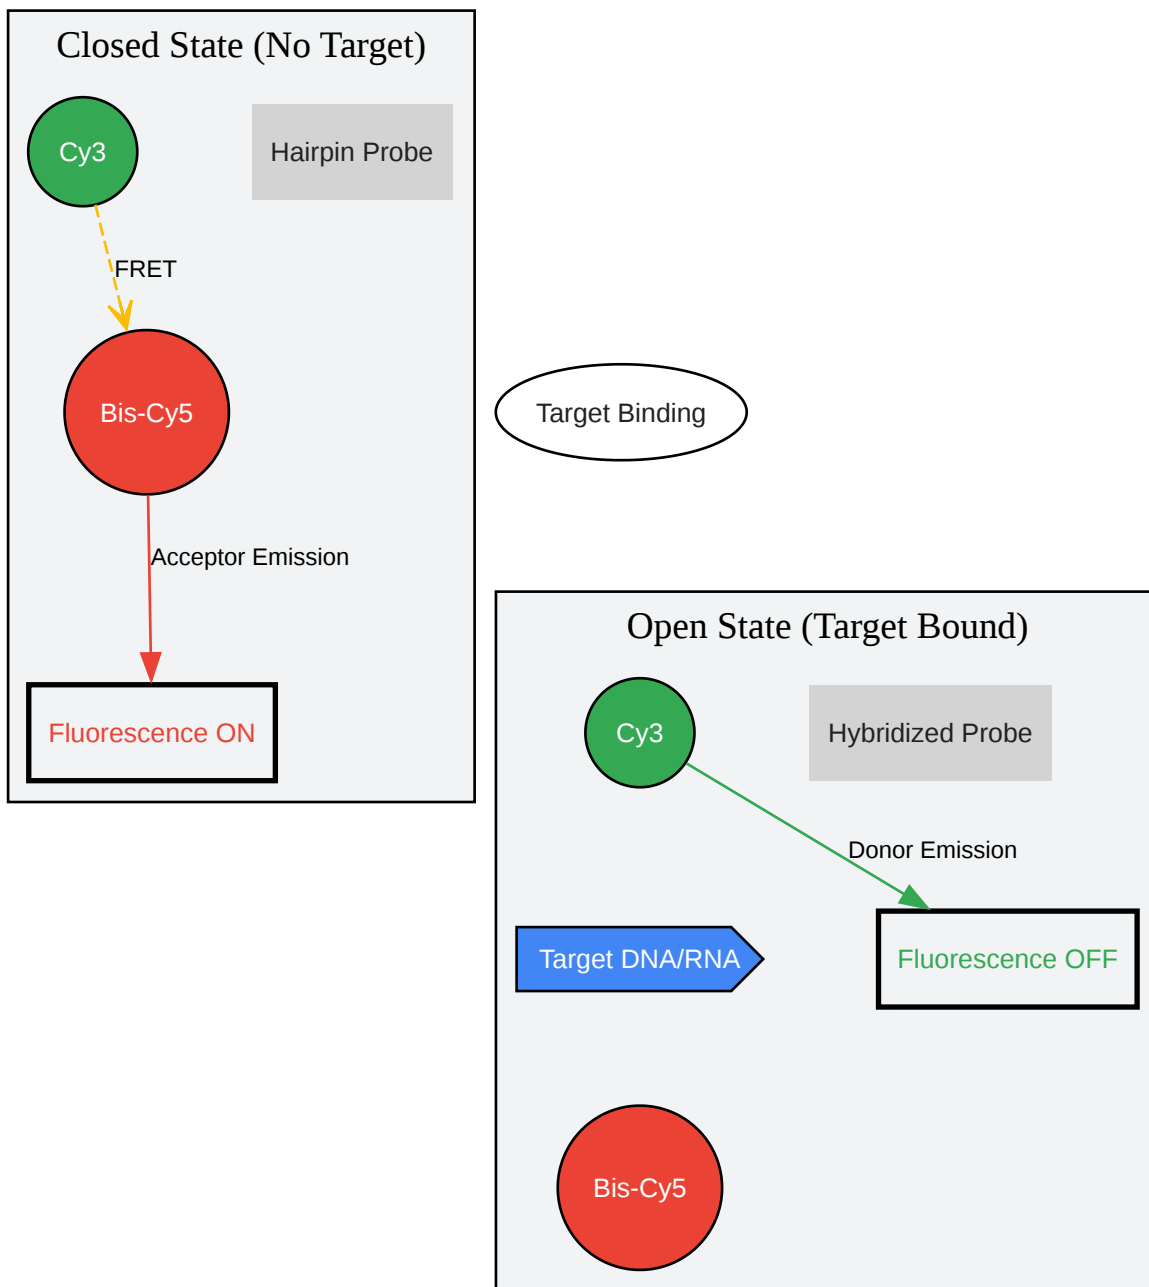 Closed State (No Target)
Cy3
Hairpin Probe
FRET
Bis-Cy5
Target Binding
Acceptor Emission
Fluorescence ON
Open State (Target Bound)
Cy3
Hybridized Probe
Donor Emission
Target DNA/RNA
Fluorescence OFF
Bis-Cy5